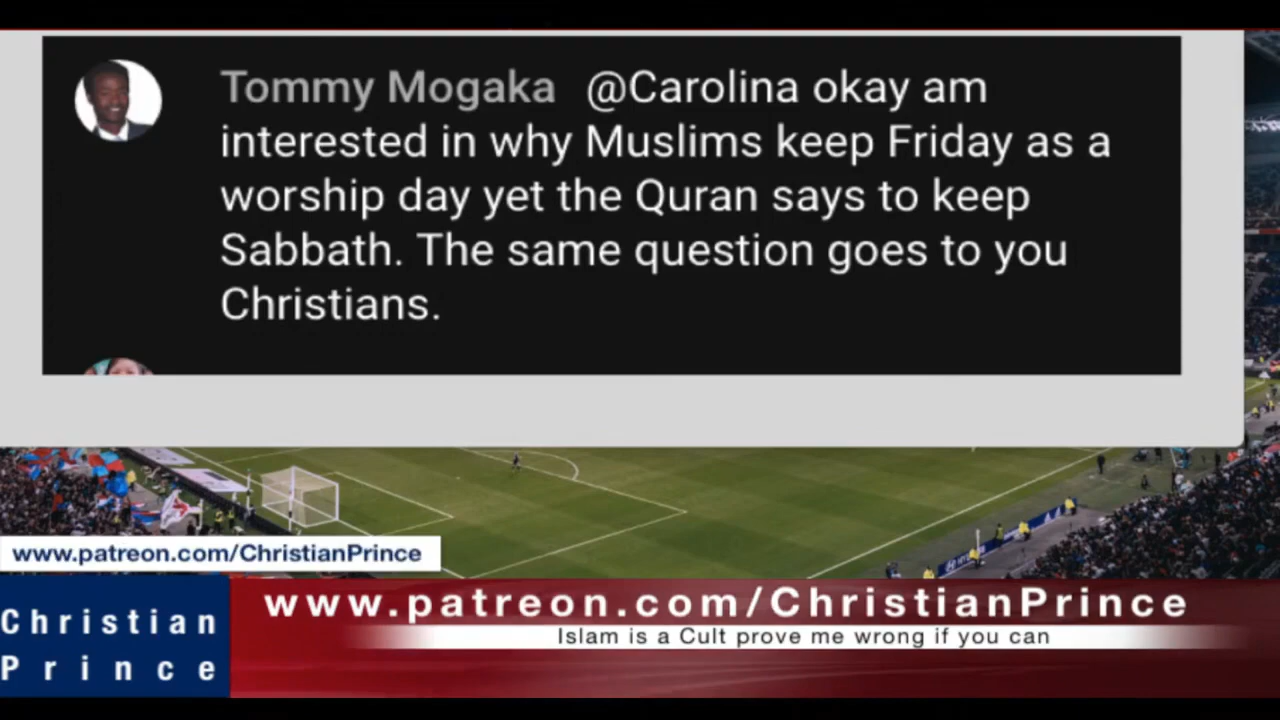 Tommy Mogaka @Carolina okay am
interested in why Muslims keep Friday as a
worship day yet the Quran says to keep
Sabbath. The same question goes to you
Christians.
www.patreon.com/ChristianPrince
Christian
Prince
www.patreon.com/ChristianPrince
Islam is a Cult prove me wrong if you can